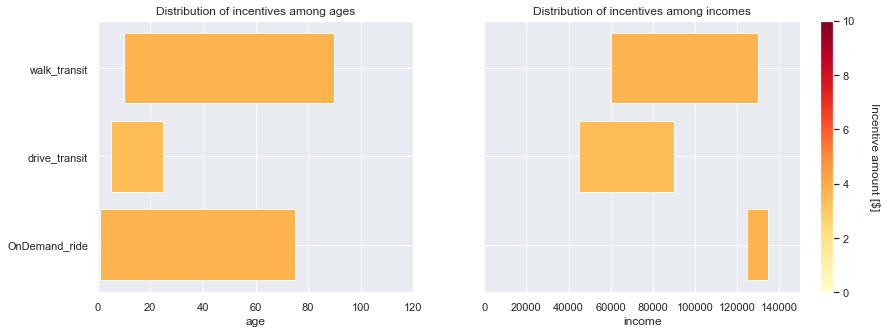 Distribution of incentives among ages
Distribution of incentives among incomes
walk_transit
drive_transit
OnDemand_ride
0 20 40 60 80 100 120
age
0 20000 40000 60000 80000 100000 120000 140000
income
10
8
6
4
2
0
Incentive amount [$]